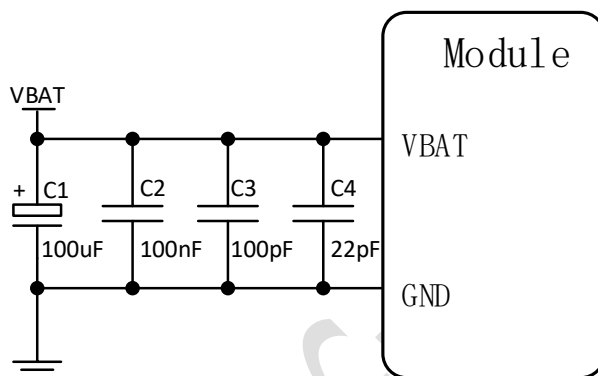 Module
VBAT
VBAT
+ C1 C2 C3 C4
100uF 100nF 100pF 22pF
GND